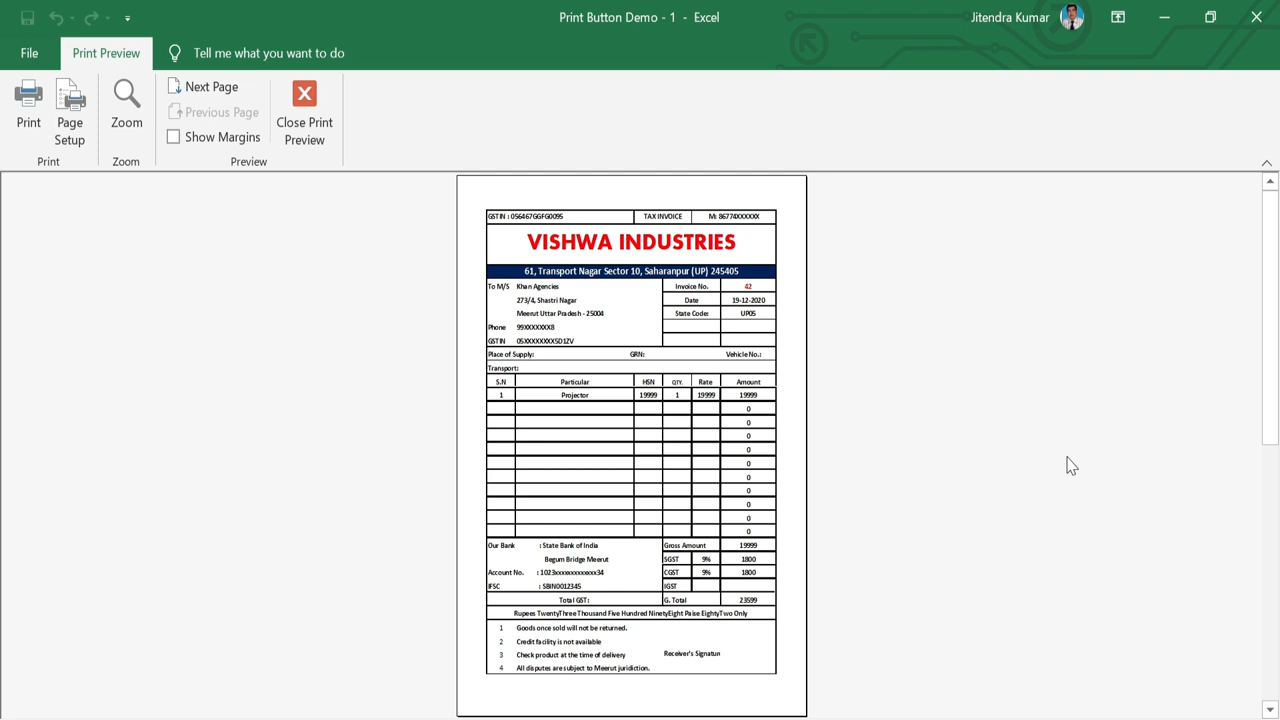 Print Button Demo - 1 - Excel
Jitendra Kumar
File
Print Preview
Tell me what you want to do
Print
Page Setup
Zoom
Next Page
Previous Page
Show Margins
Close Print Preview
Print
Zoom
Preview
GSTIN : 056467GGFG0095 TAX INVOICE M: 86774XXXXXX
VISHWA INDUSTRIES
61, Transport Nagar Sector 10, Saharanpur (UP) 245405
To M/S Khan Agencies Invoice No. 42
273/4, Shastri Nagar Date 19-12-2020
Meerut Uttar Pradesh - 25004 State Code: UP05
Phone 99XXXXXXX8
GSTIN 05XXXXXXXX5D1ZV
Place of Supply: GRN: Vehicle No.:
Transport:
S.N Particular HSN QTY. Rate Amount
1 Projector 19999 1 19999 19999
0
0
0
0
0
0
0
0
0
0
Our Bank : State Bank of India Gross Amount 19999
Begum Bridge Meerut SGST 9% 1800
Account No. : 1023xxxxxxxxxxxx34 CGST 9% 1800
IFSC : SBIN0012345 IGST
Total GST: G. Total 23599
Rupees TwentyThree Thousand Five Hundred NinetyEight Paise EightyTwo Only
1 Goods once sold will not be returned.
2 Credit facility is not available
3 Check product at the time of delivery Receiver's Signatun
4 All disputes are subject to Meerut juridiction.